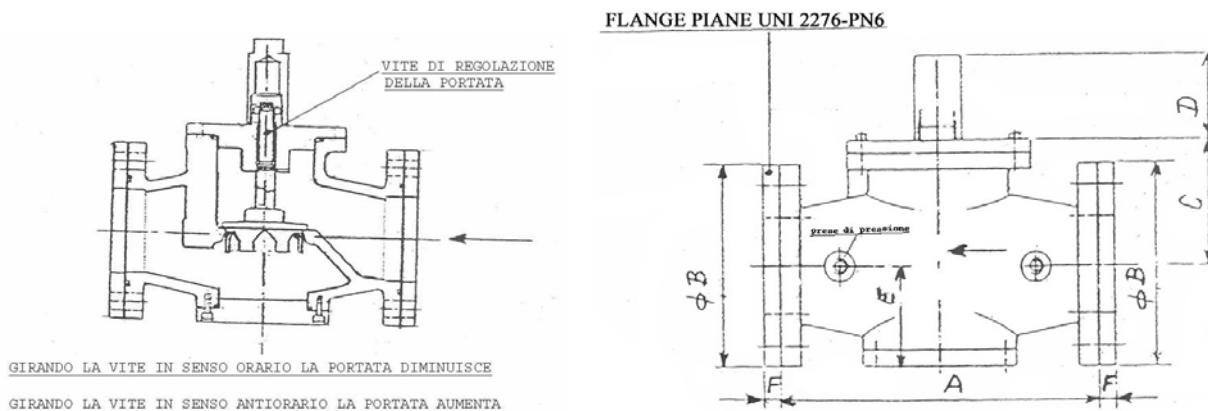 FLANGE PIANE UNI 2276-PN6
VITE DI REGOLAZIONE
DELLA PORTATA
D
C
prese di pressione
φB
E
φB
F
A
F
GIRANDO LA VITE IN SENSO ORARIO LA PORTATA DIMINUISCE
GIRANDO LA VITE IN SENSO ANTIORARIO LA PORTATA AUMENTA